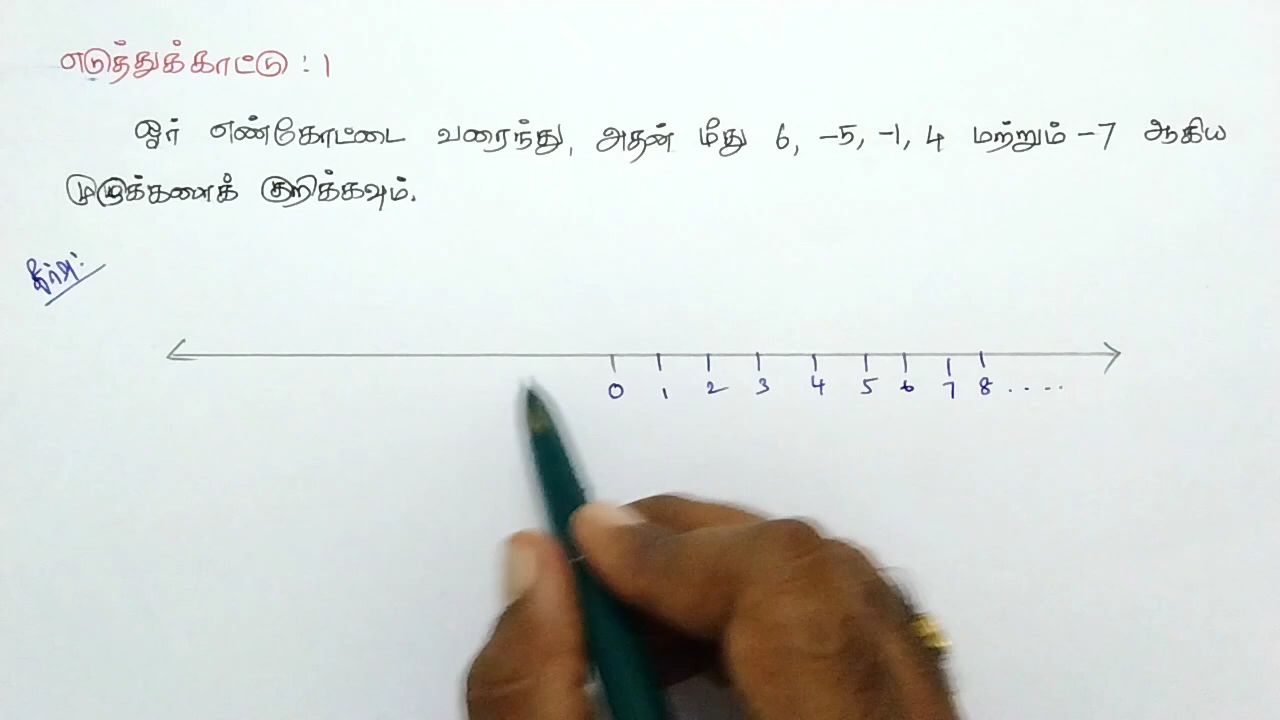 எடுத்துக்காட்டு : 1
ஓர் எண்கோட்டை வரைந்து, அதன் மீது 6, -5, -1, 4 மற்றும் -7 ஆகிய
முழுக்களைக் குறிக்கவும்.
தீர்வு:
0 1 2 3 4 5 6 7 8 ....